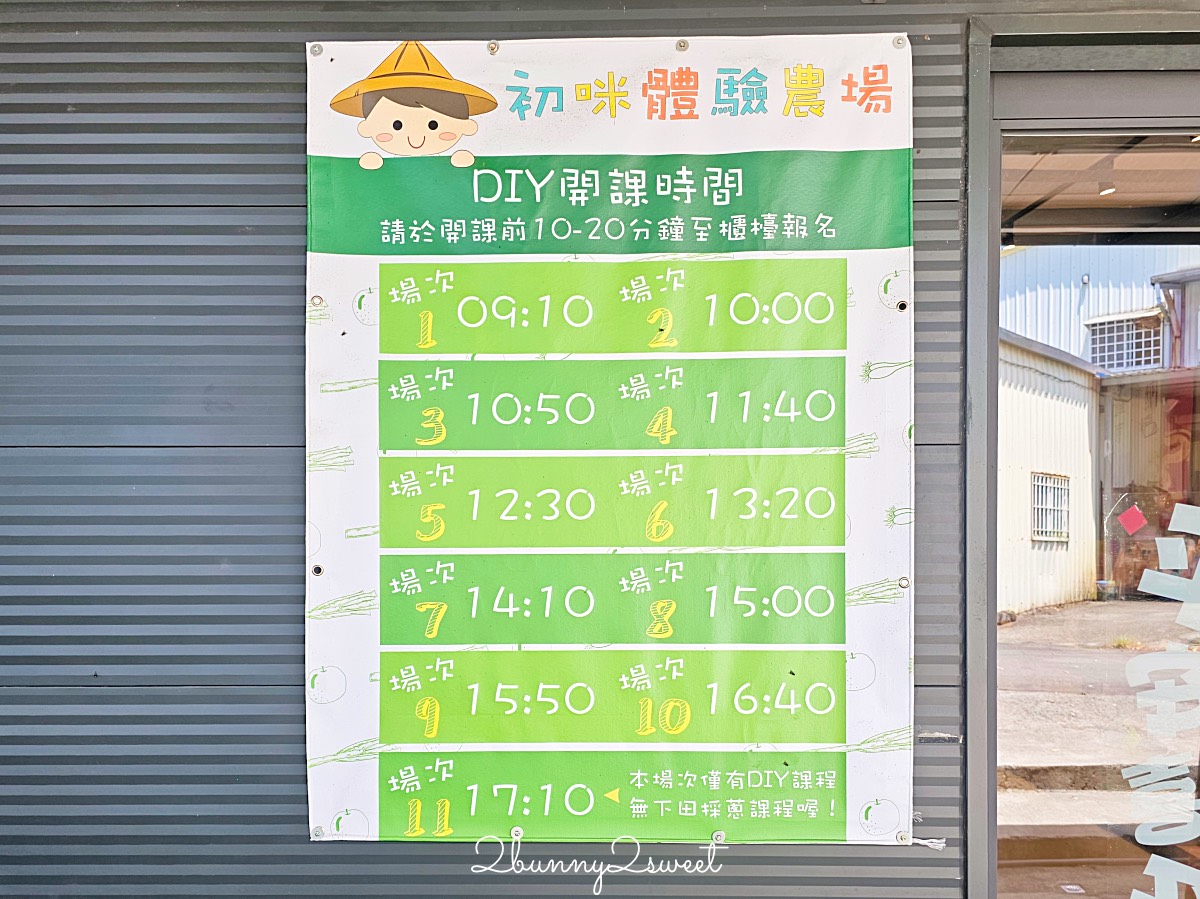 初咪體驗農場
DIY開課時間
請於開課前10-20分鐘至櫃檯報名
場次1 09:10 場次2 10:00
場次3 10:50 場次4 11:40
場次5 12:30 場次6 13:20
場次7 14:10 場次8 15:00
場次9 15:50 場次10 16:40
場次11 17:10 本場次僅有DIY課程
無下田採蔥課程喔！
2bunny2sweet